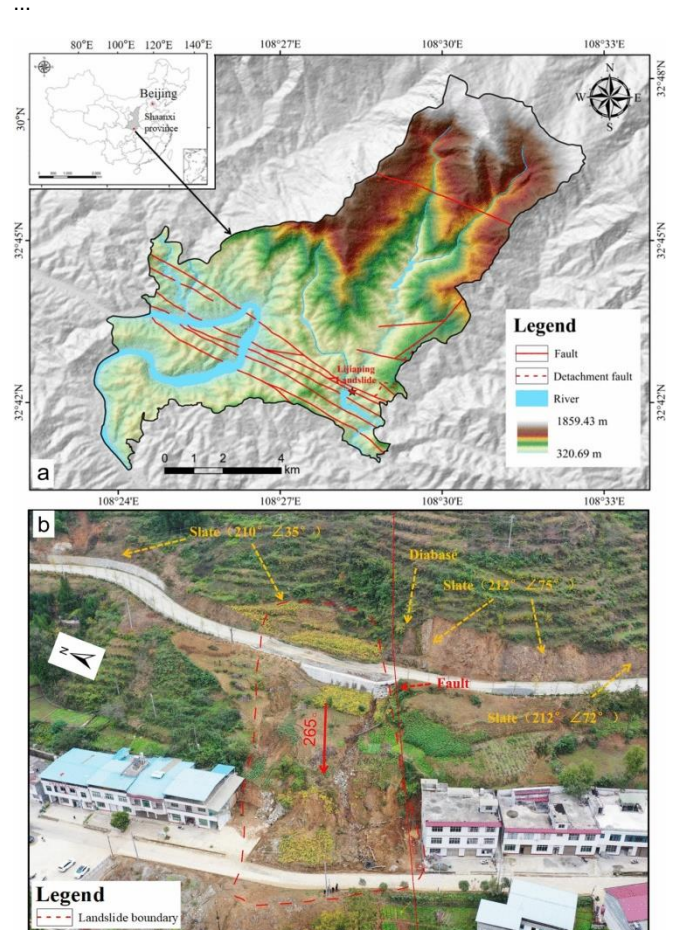 ...
80°E 100°E 120°E 140°E
108°27'E 108°30'E 108°33'E
N
W E
S
32°48'N
30°N
Beijing
Shaanxi
province
32°45'N 32°45'N
Lijiaping
Landslide
32°42'N 32°42'N
Legend
Fault
Detachment fault
River
1859.43 m
320.69 m
0 1 2 4
km
a
108°24'E 108°27'E 108°30'E 108°33'E
b
Slate (210° ∠35°)
Diabase
Slate (212° ∠75°)
N
Fault
265
Slate (212° ∠72°)
Legend
Landslide boundary